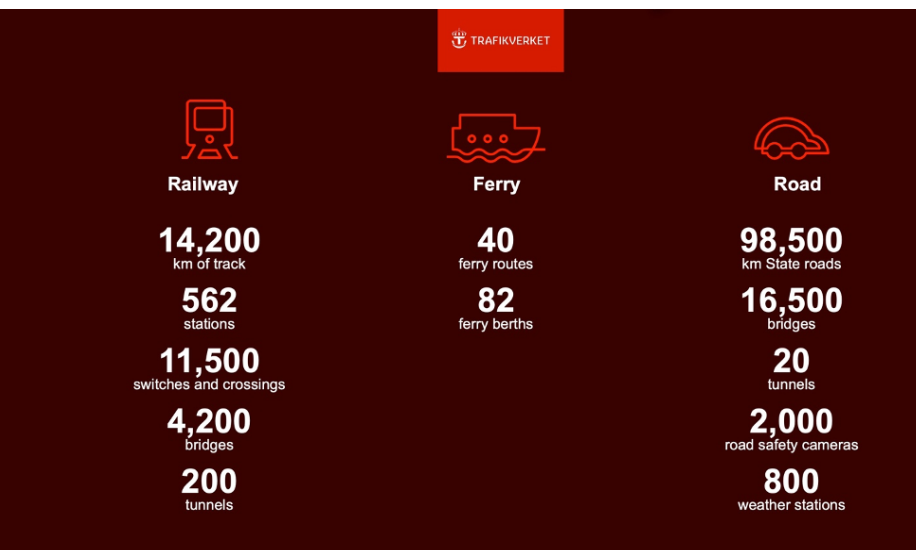 TRAFIKVERKET
Railway
14,200
km of track
562
stations
11,500
switches and crossings
4,200
bridges
200
tunnels
Ferry
40
ferry routes
82
ferry berths
Road
98,500
km State roads
16,500
bridges
20
tunnels
2,000
road safety cameras
800
weather stations